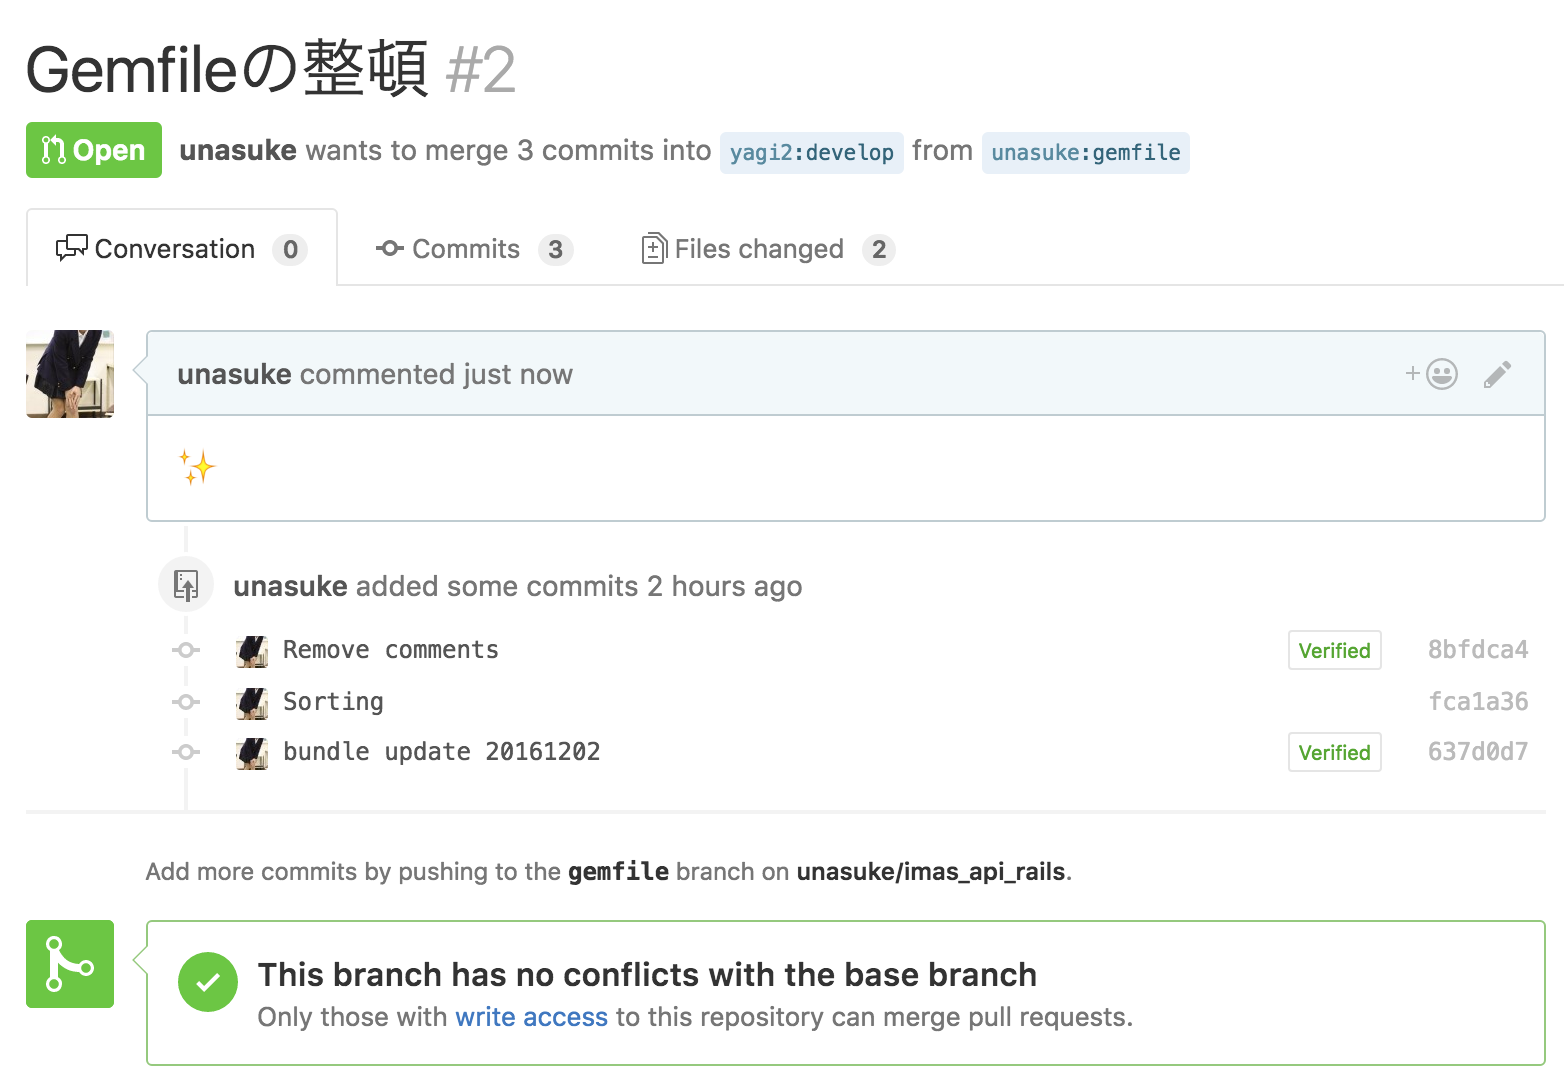 Gemfileの整頓 #2
Open unasuke wants to merge 3 commits into yagi2:develop from unasuke:gemfile
Conversation 0 Commits 3 Files changed 2
unasuke commented just now
✨
unasuke added some commits 2 hours ago
Remove comments Verified 8bfdca4
Sorting fca1a36
bundle update 20161202 Verified 637d0d7
Add more commits by pushing to the gemfile branch on unasuke/imas_api_rails.
This branch has no conflicts with the base branch
Only those with write access to this repository can merge pull requests.